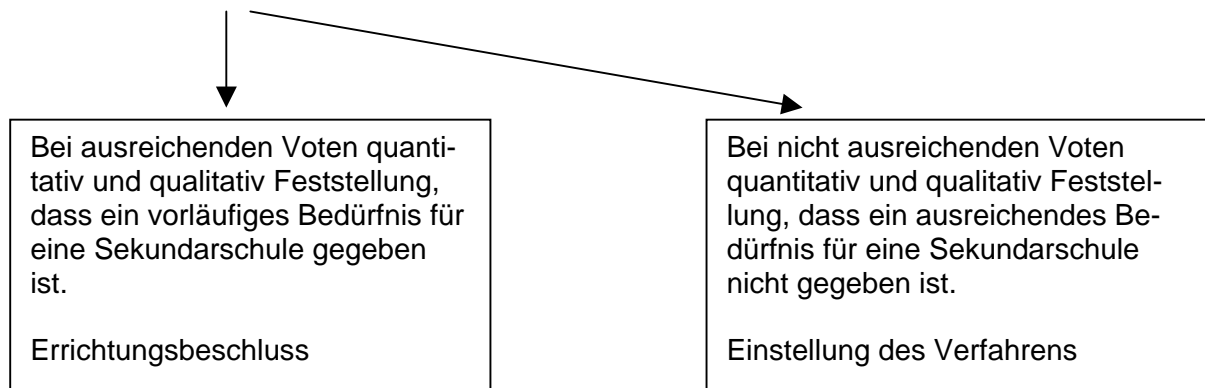 Bei ausreichenden Voten quanti-
tativ und qualitativ Feststellung,
dass ein vorläufiges Bedürfnis für
eine Sekundarschule gegeben
ist.
Errichtungsbeschluss
Bei nicht ausreichenden Voten
quantitativ und qualitativ Feststel-
lung, dass ein ausreichendes Be-
dürfnis für eine Sekundarschule
nicht gegeben ist.
Einstellung des Verfahrens